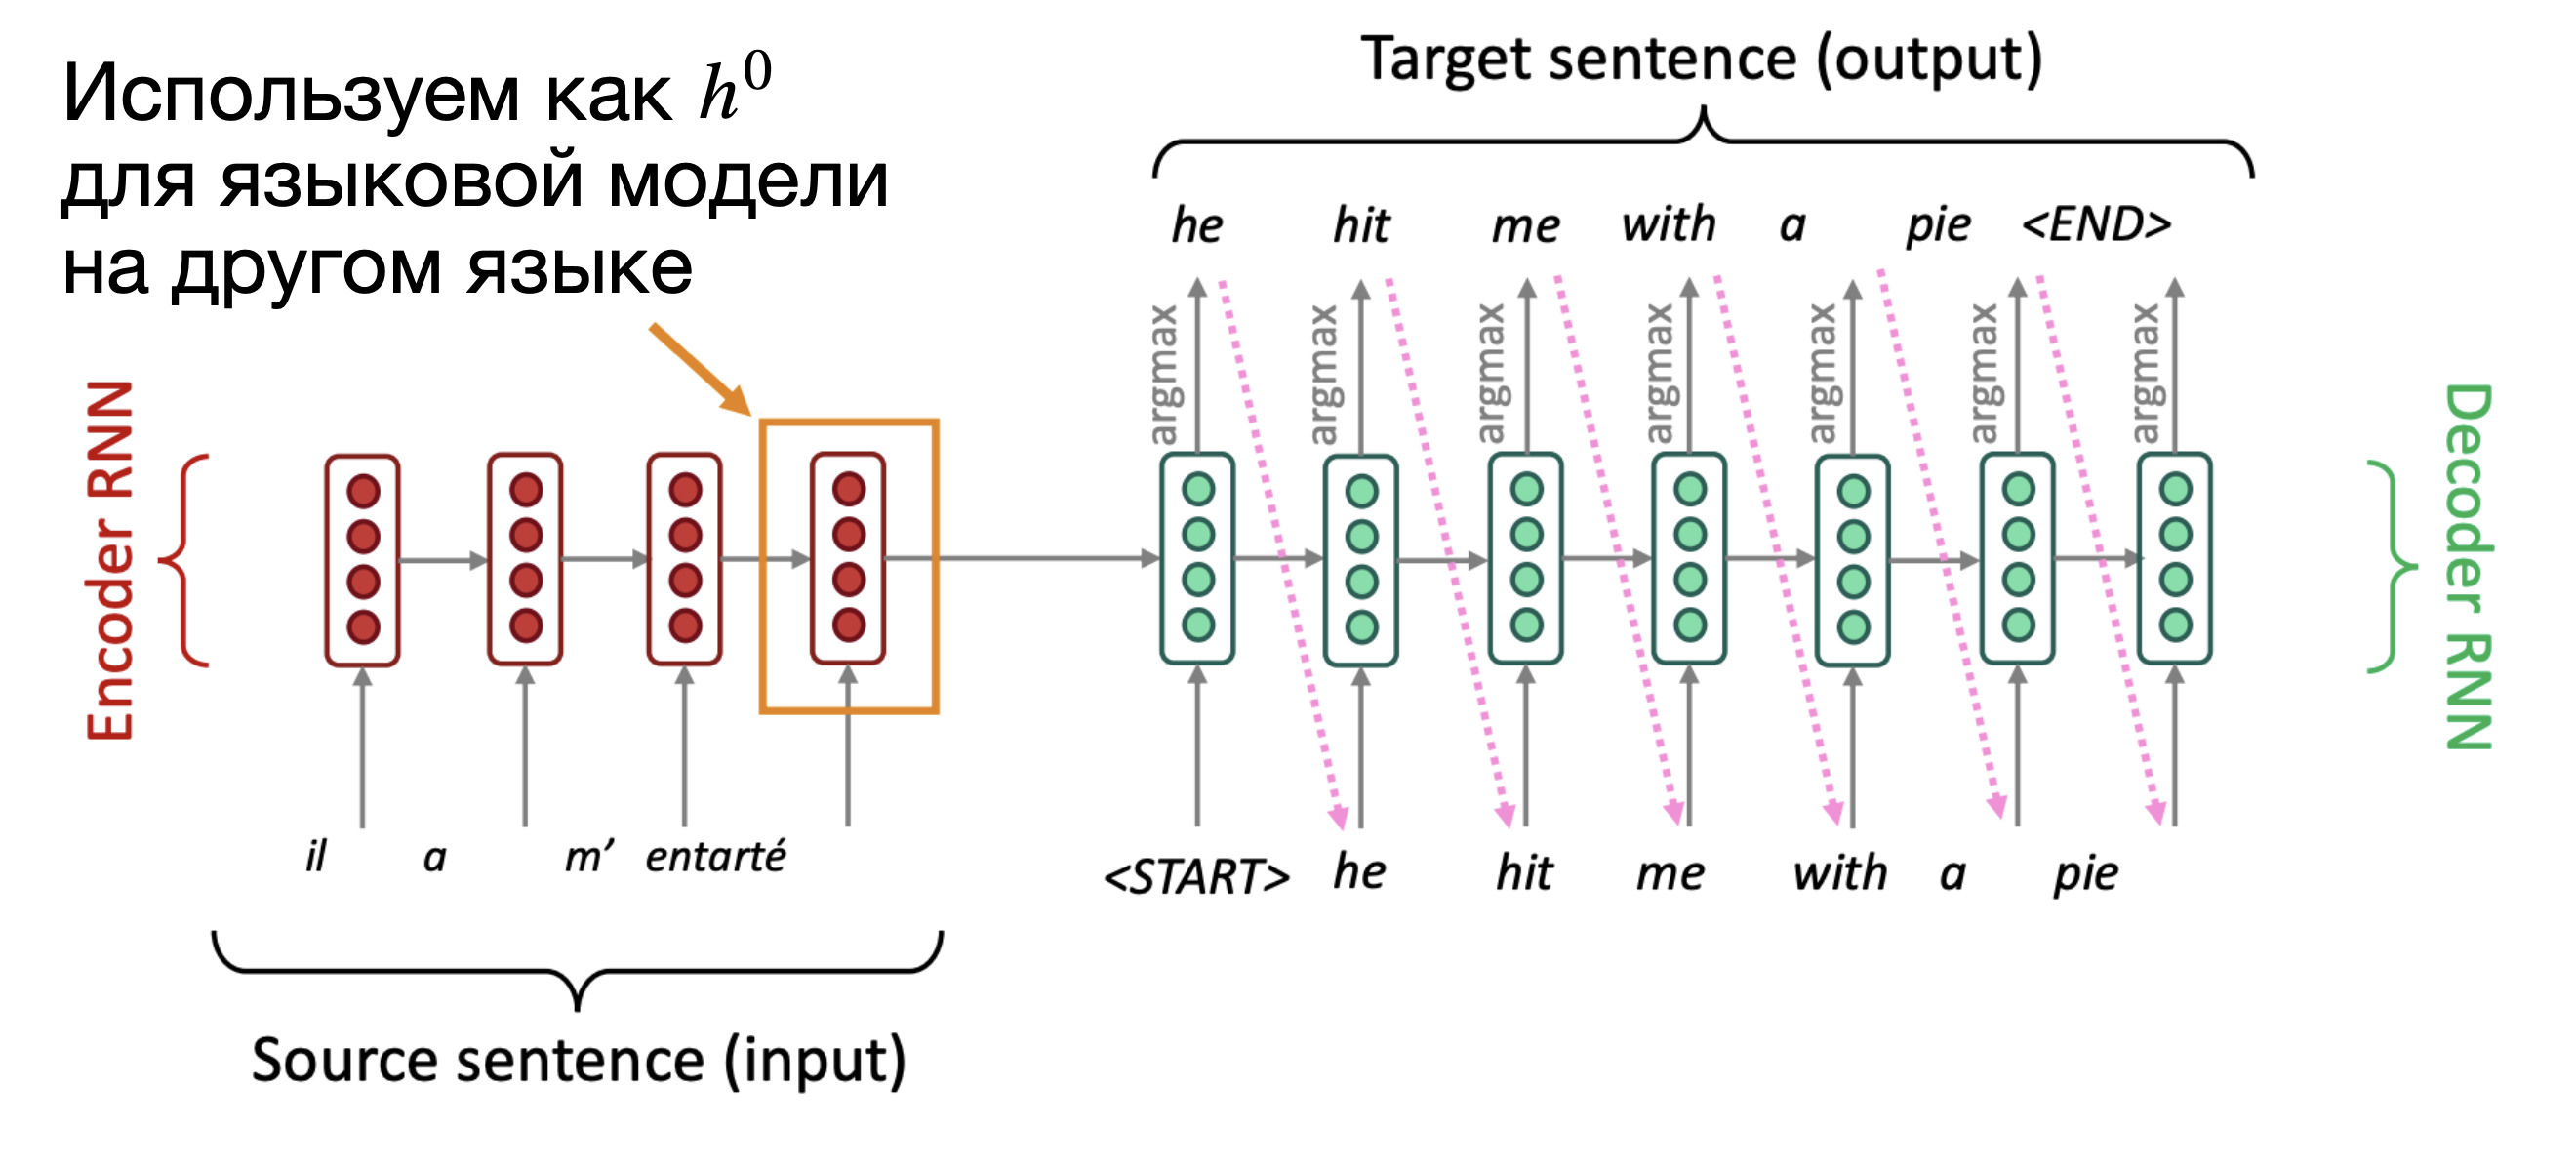 Используем как h⁰
для языковой модели
на другом языке
Target sentence (output)
he hit me with a pie <END>
argmax argmax argmax argmax argmax argmax argmax
Encoder RNN
Decoder RNN
il a m’ entarté
<START> he hit me with a pie
Source sentence (input)